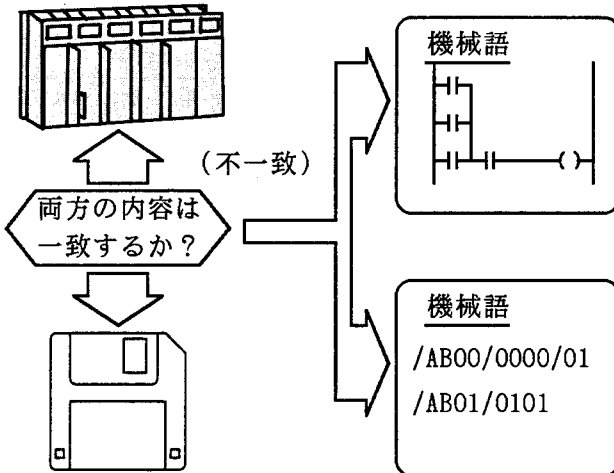 機械語
(不一致)
両方の内容は
一致するか?
機械語
/AB00/0000/01
/AB01/0101